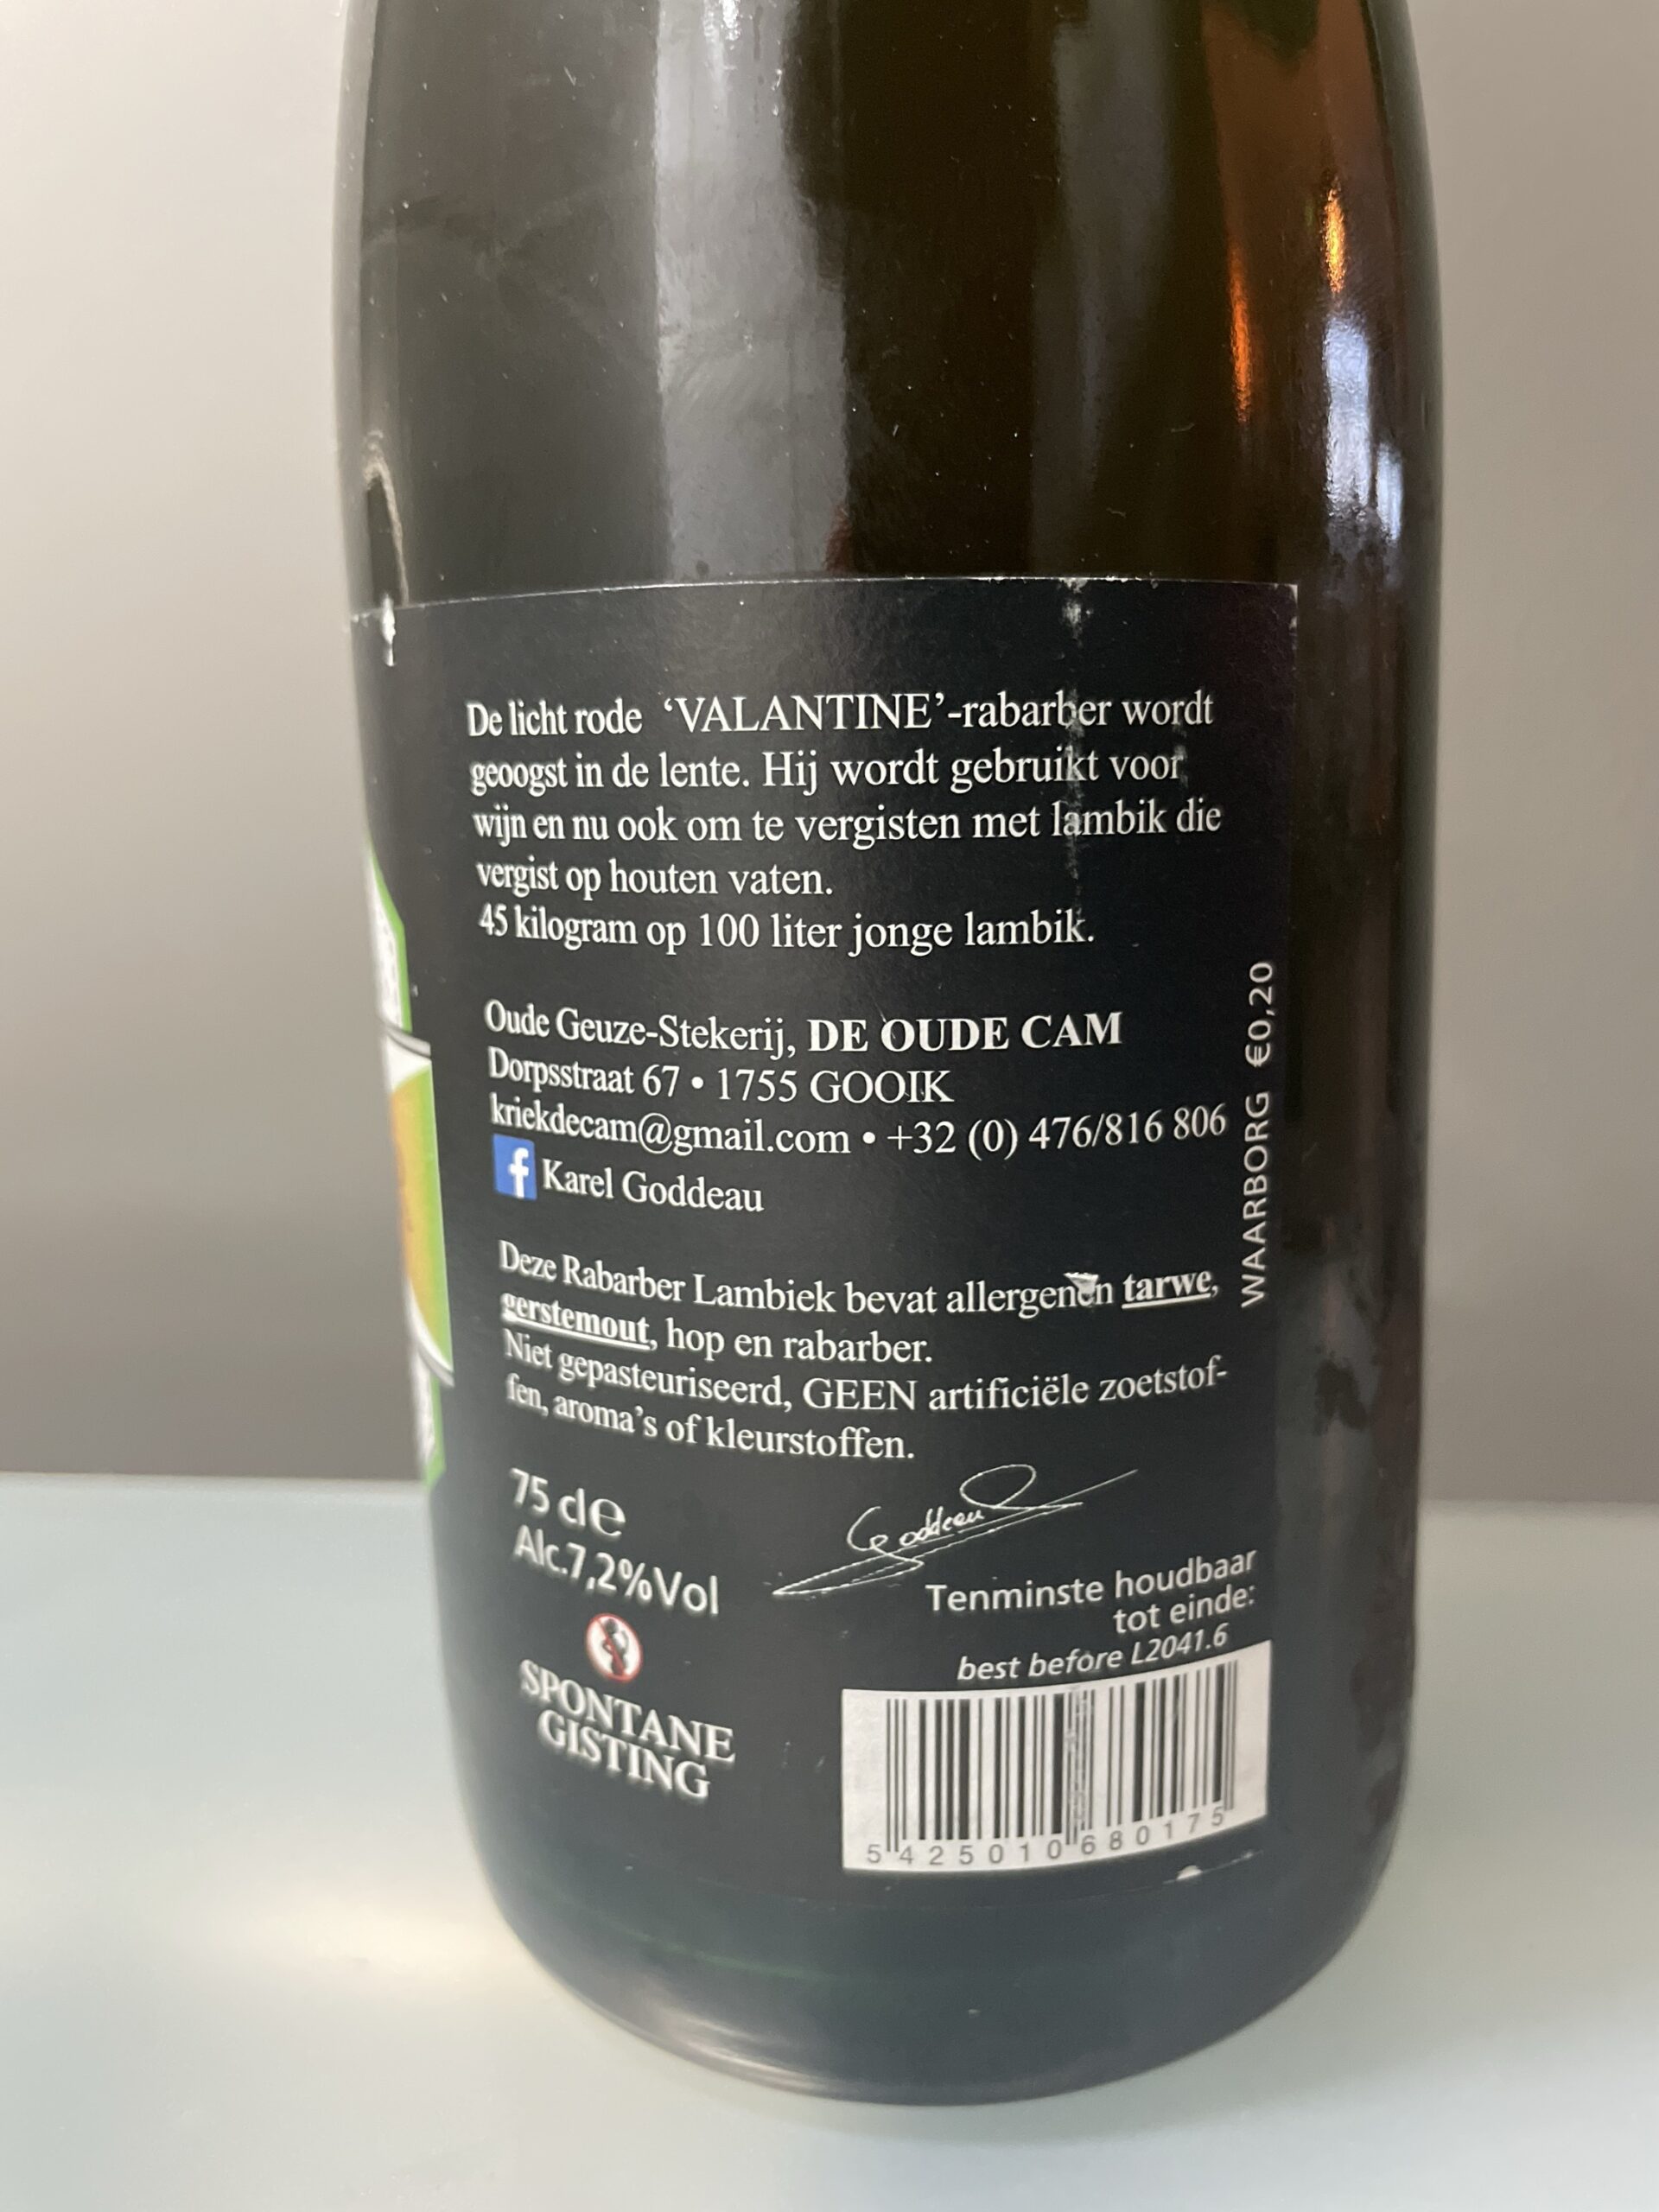 De licht rode ‘VALANTINE’-rabarber wordt
geoogst in de lente. Hij wordt gebruikt voor
wijn en nu ook om te vergisten met lambik die
vergist op houten vaten.
45 kilogram op 100 liter jonge lambik.
Oude Geuze-Stekerij, DE OUDE CAM
Dorpsstraat 67 • 1755 GOOIK
kriekdecam@gmail.com • +32 (0) 476/816 806
f Karel Goddeau
WAARBORG €0,20
Deze Rabarber Lambiek bevat allergenen tarwe,
gerstemout, hop en rabarber.
Niet gepasteuriseerd, GEEN artificiële zoetstof-
fen, aroma’s of kleurstoffen.
75 cl e
Alc.7,2%Vol
Goddeau
SPONTANE
GISTING
Tenminste houdbaar
tot einde:
best before L2041.6
5 425010 680175